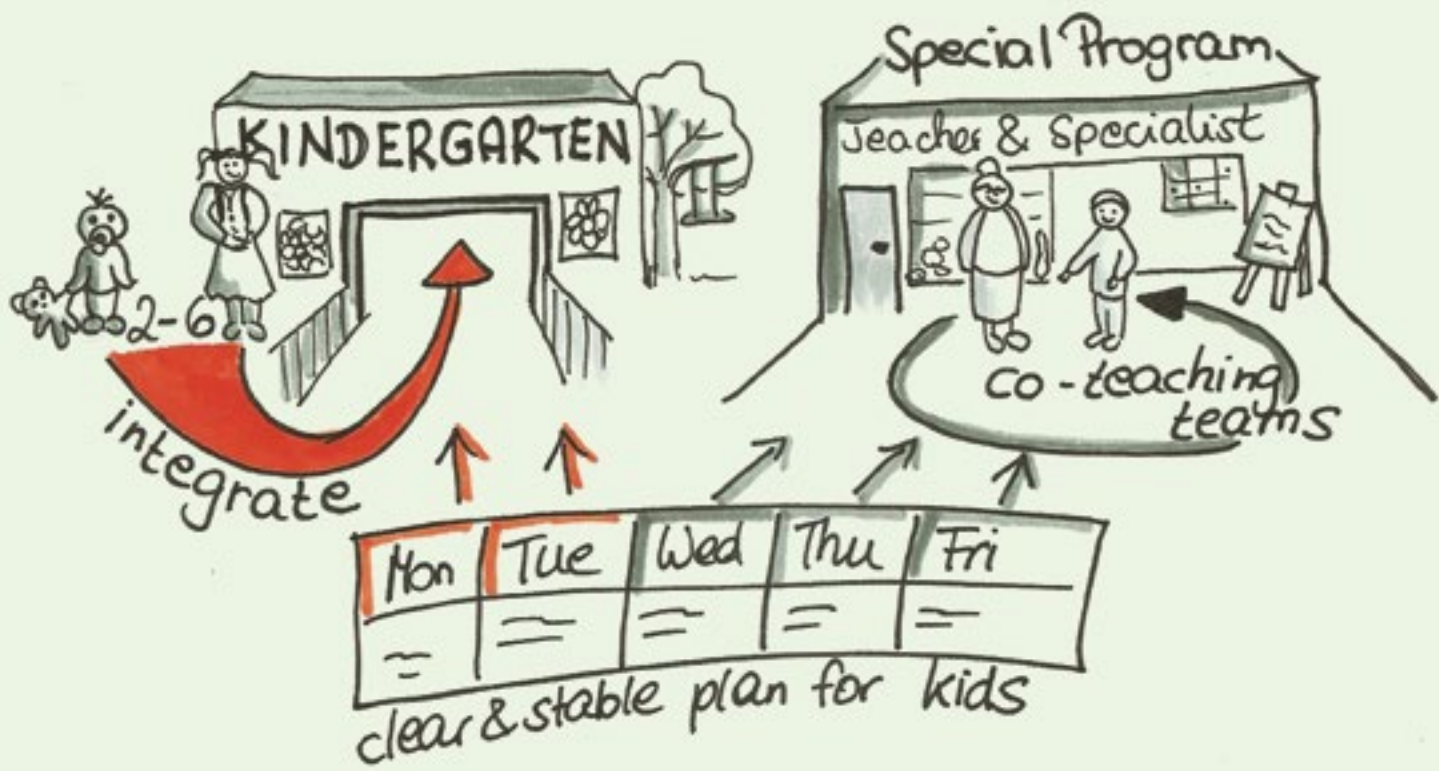 KINDERGARTEN
2-6
integrate
Special Program
Teacher & Specialist
co-teaching
teams
Mon Tue Wed Thu Fri
clear & stable plan for kids